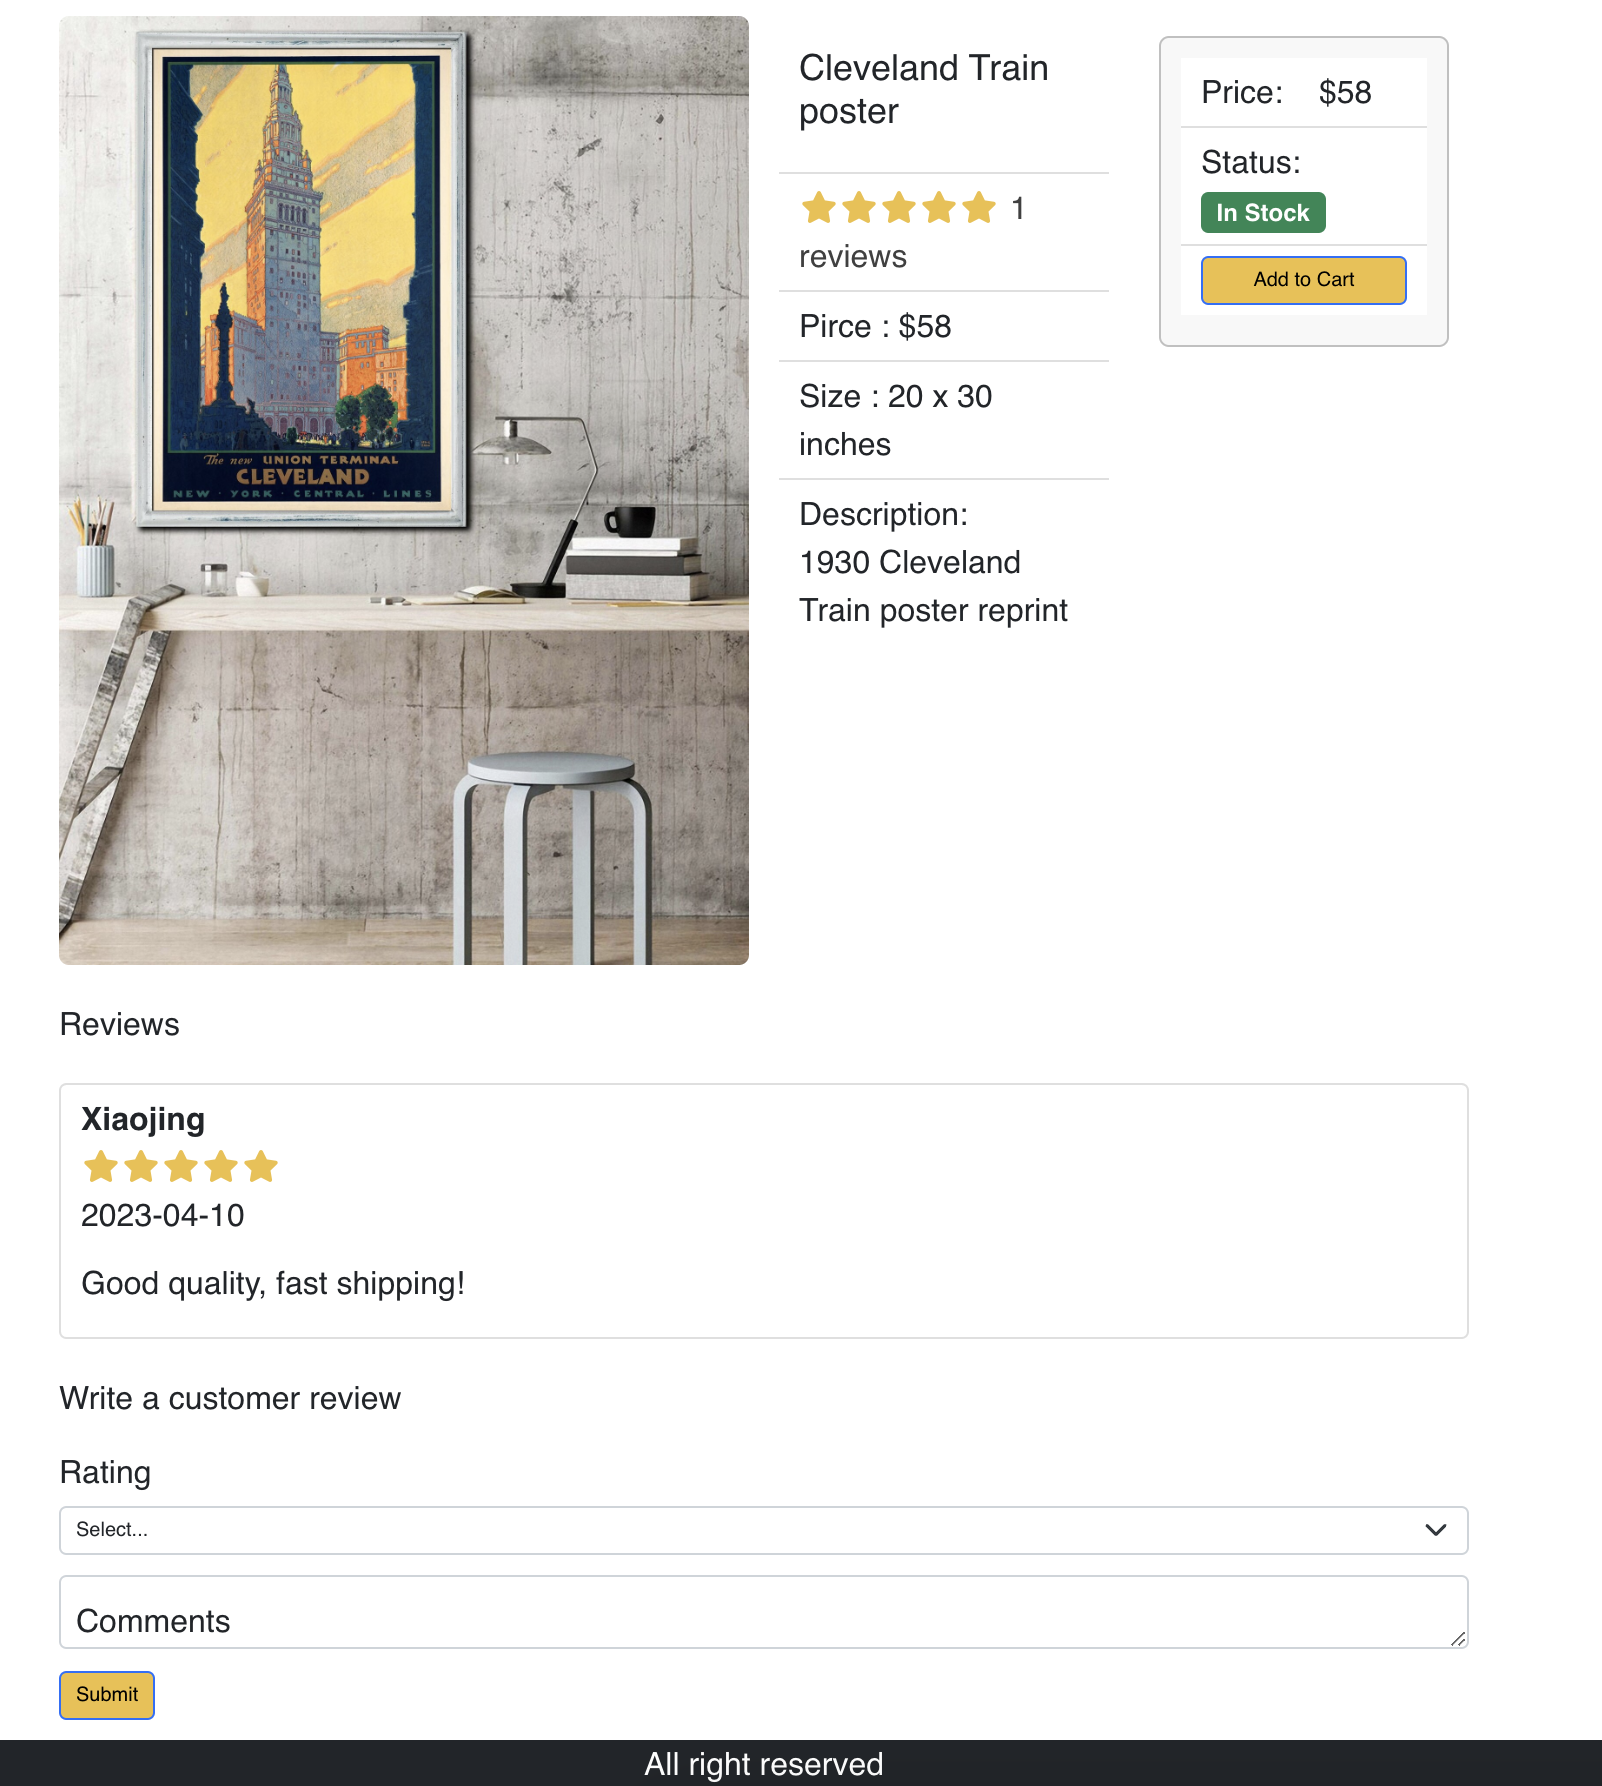 The new UNION TERMINAL
CLEVELAND
NEW · YORK · CENTRAL · LINES
Cleveland Train
poster
1
reviews
Pirce : $58
Size : 20 x 30
inches
Description:
1930 Cleveland
Train poster reprint
Price: $58
Status:
In Stock
Add to Cart
Reviews
Xiaojing
2023-04-10
Good quality, fast shipping!
Write a customer review
Rating
Select...
Comments
Submit
All right reserved